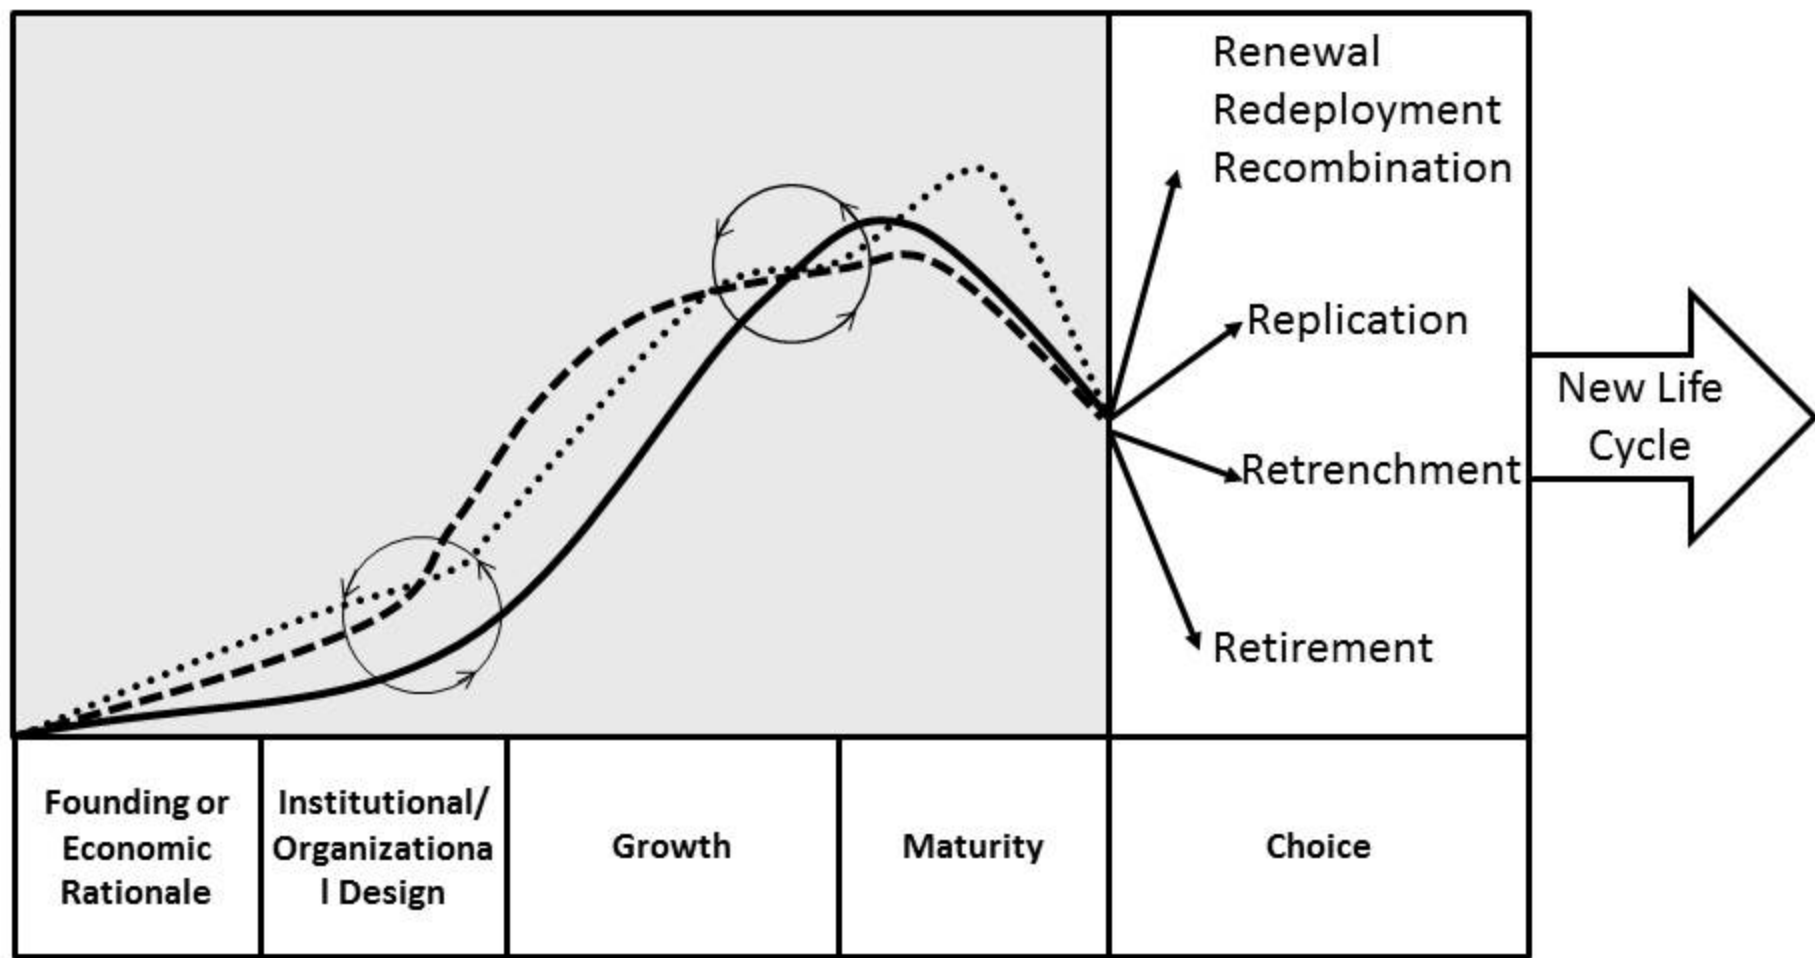 Renewal
Redeployment
Recombination
Replication
Retrenchment
Retirement
New Life
Cycle
Founding or
Economic
Rationale
Institutional/
Organizationa
l Design
Growth
Maturity
Choice